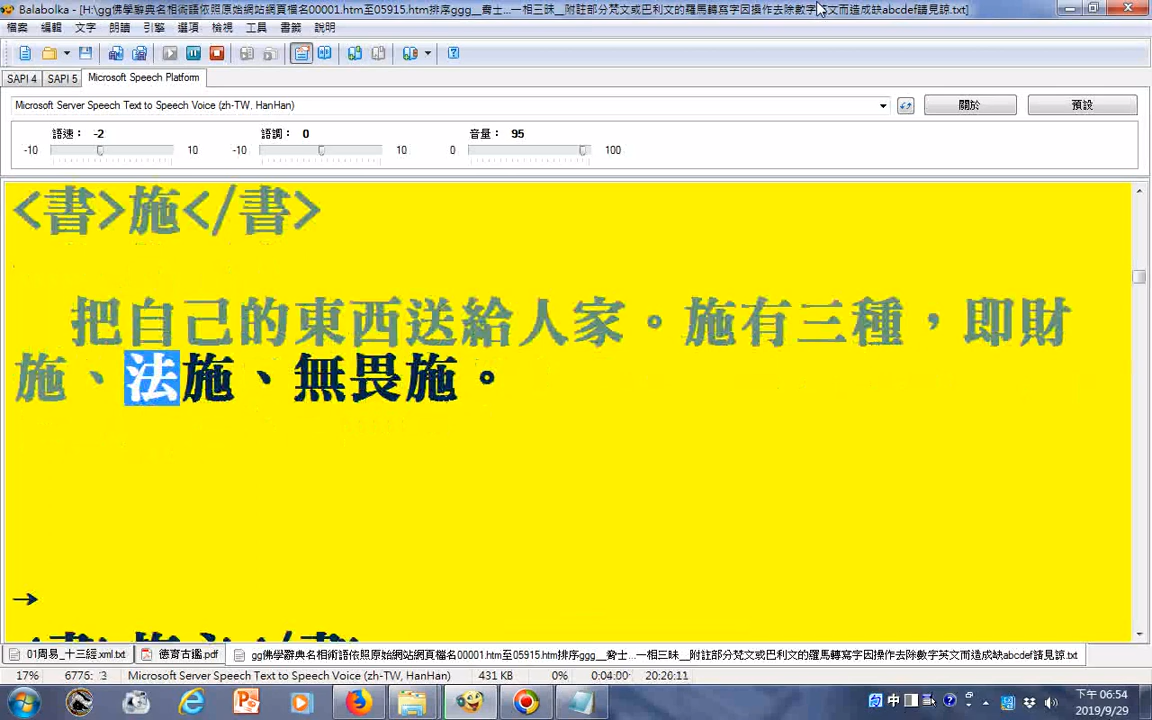 Balabolka - [H:\gg佛學辭典名相術語依照原始網站網頁檔名00001.htm至05915.htm排序ggg__爵士...一相三昧__附註部分梵文或巴利文的羅馬轉寫字因操作去除數字英文而造成缺abcdef請見諒.txt]
檔案 編輯 文字 朗讀 引擎 選項 檢視 工具 書籤 說明
SAPI 4 SAPI 5 Microsoft Speech Platform
Microsoft Server Speech Text to Speech Voice (zh-TW, HanHan) 關於 預設
語速： -2 語調： 0 音量： 95
-10 10 -10 10 0 100
<書>施</書>
把自己的東西送給人家。施有三種，即財
施、法施、無畏施。
→
01周易_十三經.xml.txt 德育古鑑.pdf gg佛學辭典名相術語依照原始網站網頁檔名00001.htm至05915.htm排序ggg__爵士...一相三昧__附註部分梵文或巴利文的羅馬轉寫字因操作去除數字英文而造成缺abcdef請見諒.txt
17% 6775: Microsoft Server Speech Text to Speech Voice (zh-TW, HanHan) 431 KB 0% 0:04:00 20:26:11
中 下午 06:54
2019/9/29